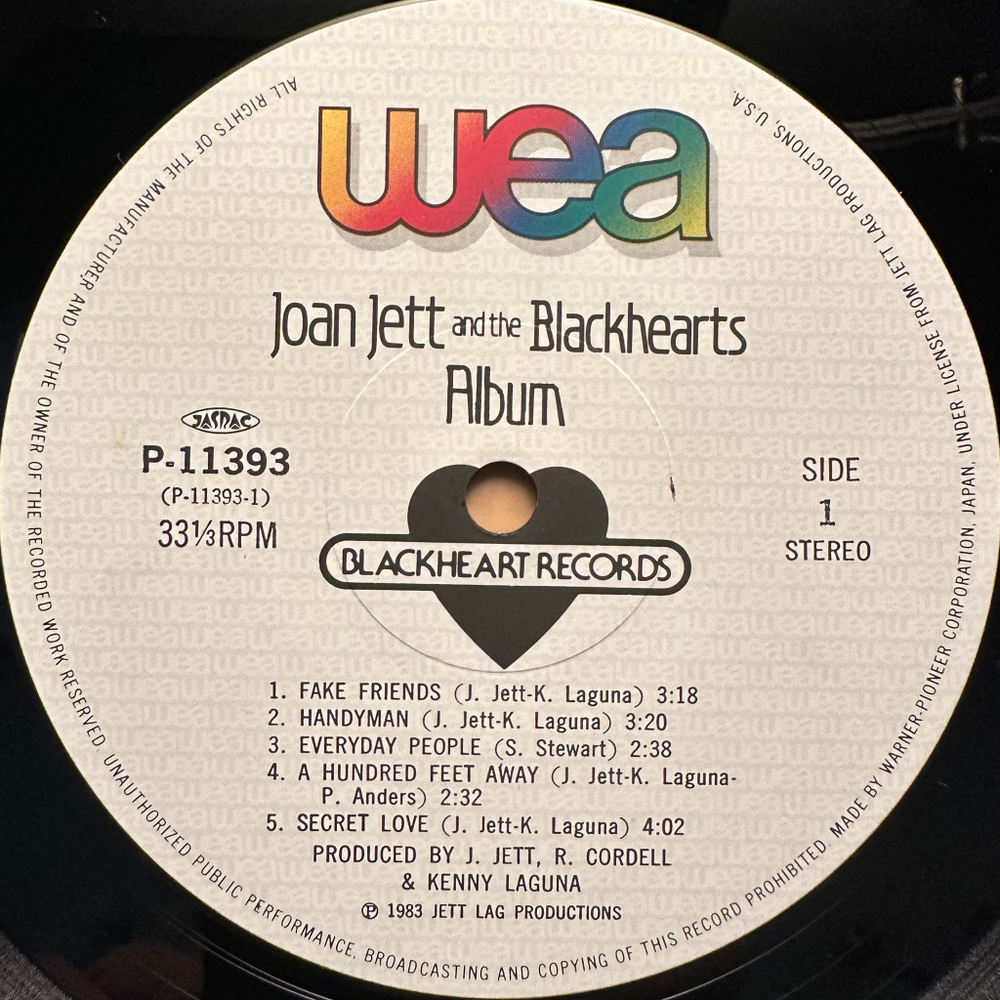 wea
Joan Jett and the Blackhearts
Album
JASRAC
P-11393
(P-11393-1)
33⅓RPM
SIDE
1
STEREO
BLACKHEART RECORDS
1. FAKE FRIENDS (J. Jett-K. Laguna) 3:18
2. HANDYMAN (J. Jett-K. Laguna) 3:20
3. EVERYDAY PEOPLE (S. Stewart) 2:38
4. A HUNDRED FEET AWAY (J. Jett-K. Laguna-
P. Anders) 2:32
5. SECRET LOVE (J. Jett-K. Laguna) 4:02
PRODUCED BY J. JETT, R. CORDELL
& KENNY LAGUNA
Ⓟ 1983 JETT LAG PRODUCTIONS
ALL RIGHTS OF THE MANUFACTURER AND OF THE OWNER OF THE RECORDED WORK RESERVED. UNAUTHORIZED PUBLIC PERFORMANCE, BROADCASTING AND COPYING OF THIS RECORD PROHIBITED. MADE BY WARNER-PIONEER CORPORATION, JAPAN, UNDER LICENSE FROM JETT LAG PRODUCTIONS, U.S.A.